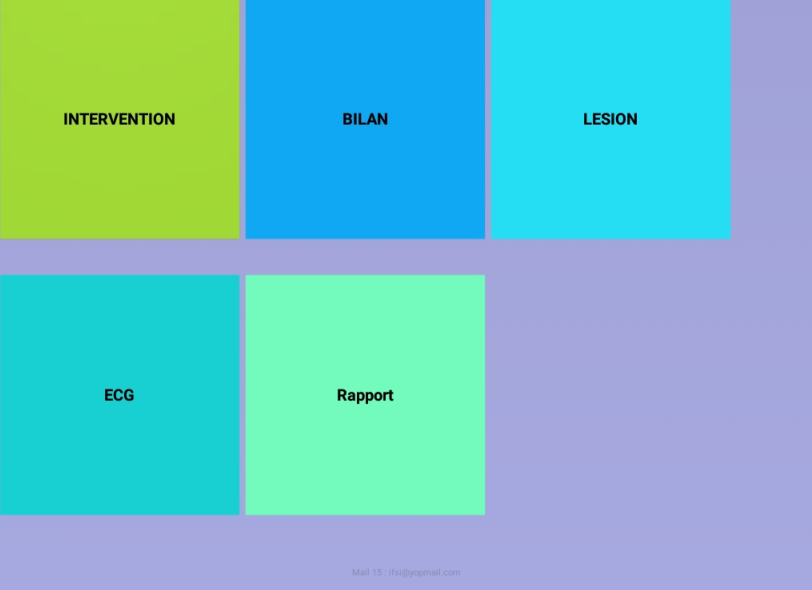 INTERVENTION
BILAN
LESION
ECG
Rapport
Mail 15 : ifsi@yopmail.com